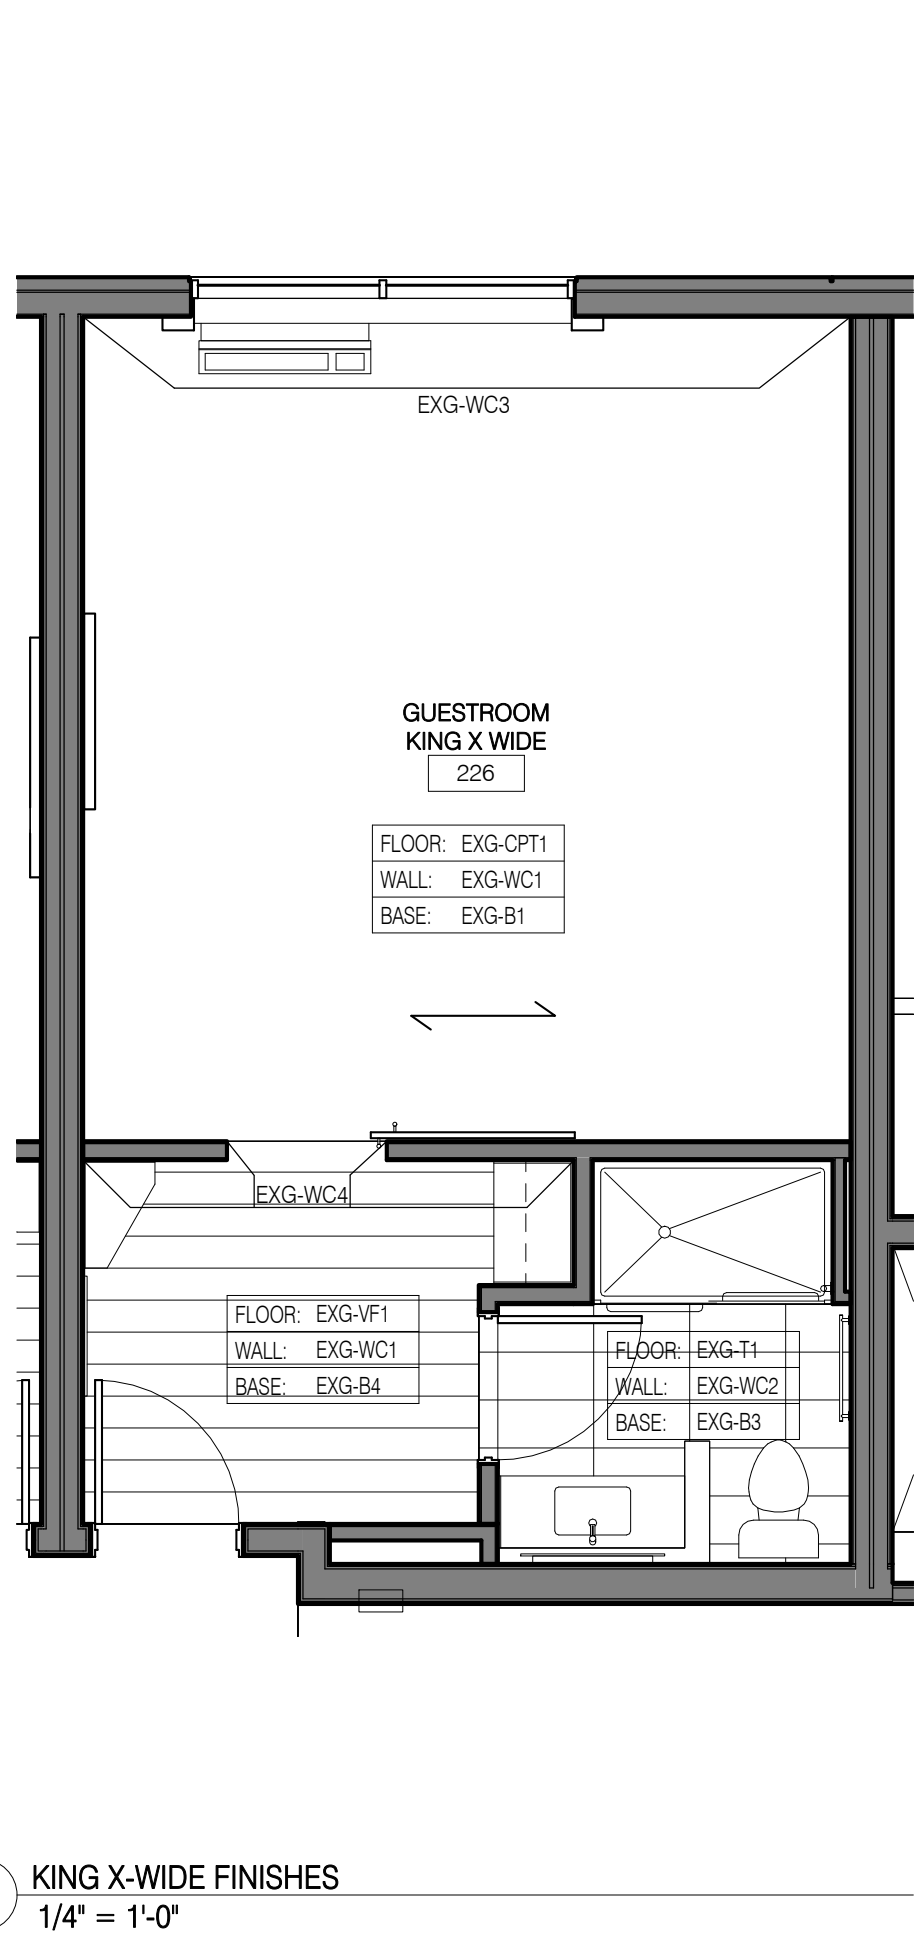 EXG-WC3
GUESTROOM
KING X WIDE
226
FLOOR: EXG-CPT1
WALL: EXG-WC1
BASE: EXG-B1
EXG-WC4
FLOOR: EXG-VF1
WALL: EXG-WC1
BASE: EXG-B4
FLOOR: EXG-T1
WALL: EXG-WC2
BASE: EXG-B3
KING X-WIDE FINISHES
1/4" = 1'-0"